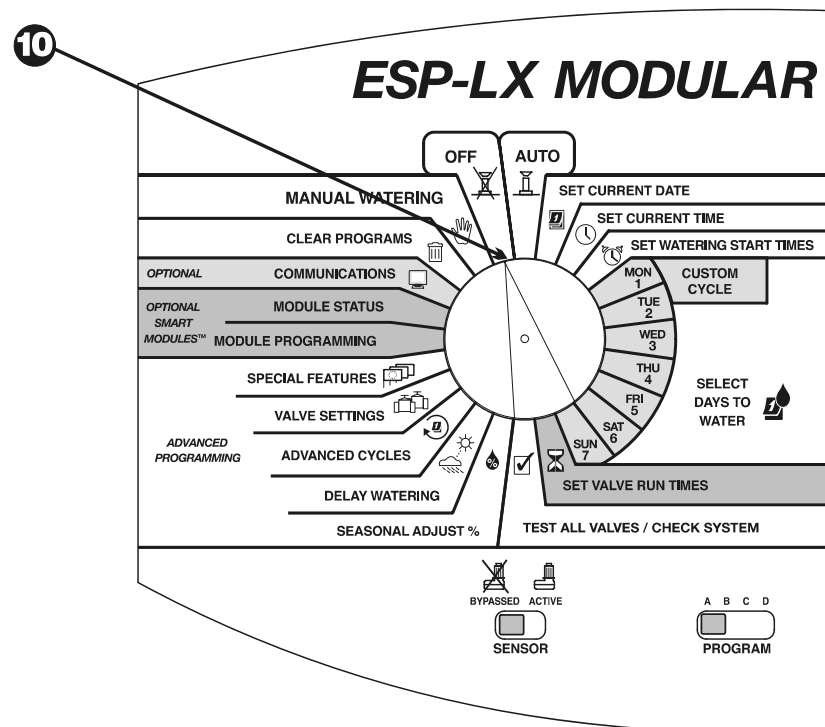 10
ESP-LX MODULAR
OFF
AUTO
MANUAL WATERING
CLEAR PROGRAMS
OPTIONAL
COMMUNICATIONS
OPTIONAL
SMART
MODULES™
MODULE STATUS
MODULE PROGRAMMING
SPECIAL FEATURES
VALVE SETTINGS
ADVANCED
PROGRAMMING
ADVANCED CYCLES
DELAY WATERING
SEASONAL ADJUST %
%
SET CURRENT DATE
1
SET CURRENT TIME
SET WATERING START TIMES
MON
1
CUSTOM
CYCLE
TUE
2
WED
3
THU
4
FRI
5
SAT
6
SUN
7
SELECT
DAYS TO
WATER
1
SET VALVE RUN TIMES
TEST ALL VALVES / CHECK SYSTEM
BYPASSED ACTIVE
SENSOR
A B C D
PROGRAM